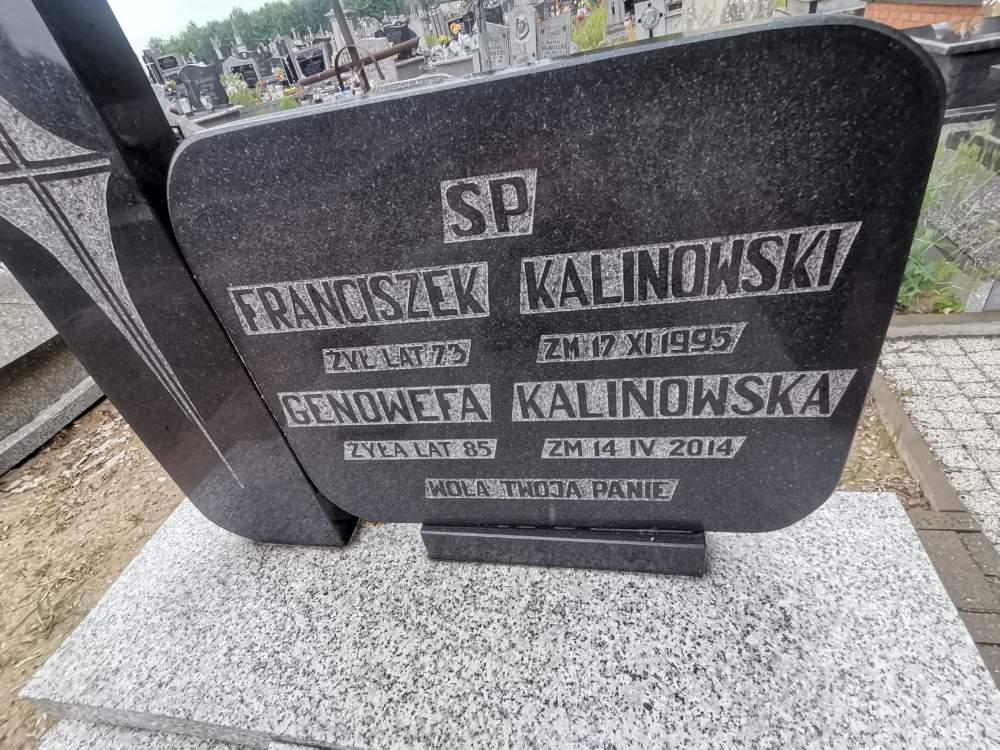 SP
FRANCISZEK KALINOWSKI
ŻYŁ LAT 73 ZM 17 XI 1995
GENOWEFA KALINOWSKA
ŻYŁA LAT 85 ZM 14 IV 2014
WOLA TWOJA PANIE